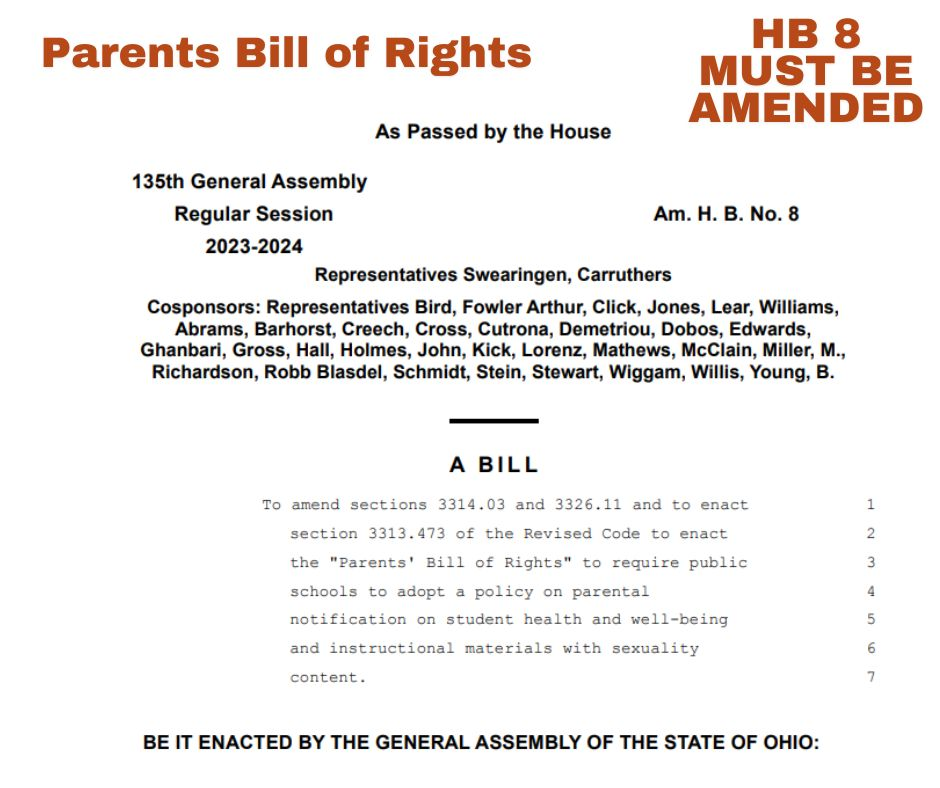 Parents Bill of Rights
HB 8
MUST BE
AMENDED
As Passed by the House
135th General Assembly
Regular Session Am. H. B. No. 8
2023-2024
Representatives Swearingen, Carruthers
Cosponsors: Representatives Bird, Fowler Arthur, Click, Jones, Lear, Williams,
Abrams, Barhorst, Creech, Cross, Cutrona, Demetriou, Dobos, Edwards,
Ghanbari, Gross, Hall, Holmes, John, Kick, Lorenz, Mathews, McClain, Miller, M.,
Richardson, Robb Blasdel, Schmidt, Stein, Stewart, Wiggam, Willis, Young, B.
A BILL
To amend sections 3314.03 and 3326.11 and to enact 1
section 3313.473 of the Revised Code to enact 2
the "Parents' Bill of Rights" to require public 3
schools to adopt a policy on parental 4
notification on student health and well-being 5
and instructional materials with sexuality 6
content. 7
BE IT ENACTED BY THE GENERAL ASSEMBLY OF THE STATE OF OHIO: